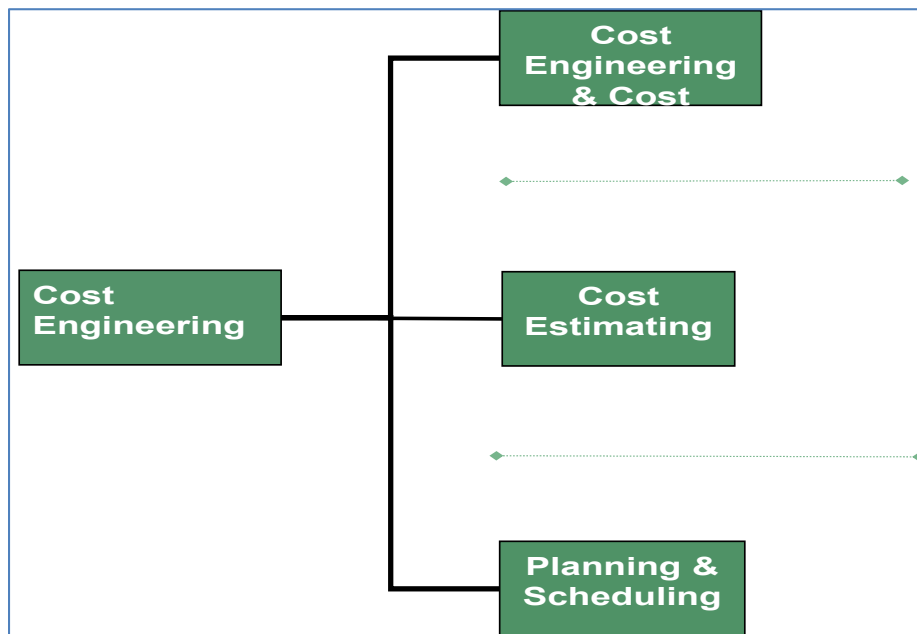 Cost
Engineering
& Cost
Cost
Engineering
Cost
Estimating
Planning &
Scheduling